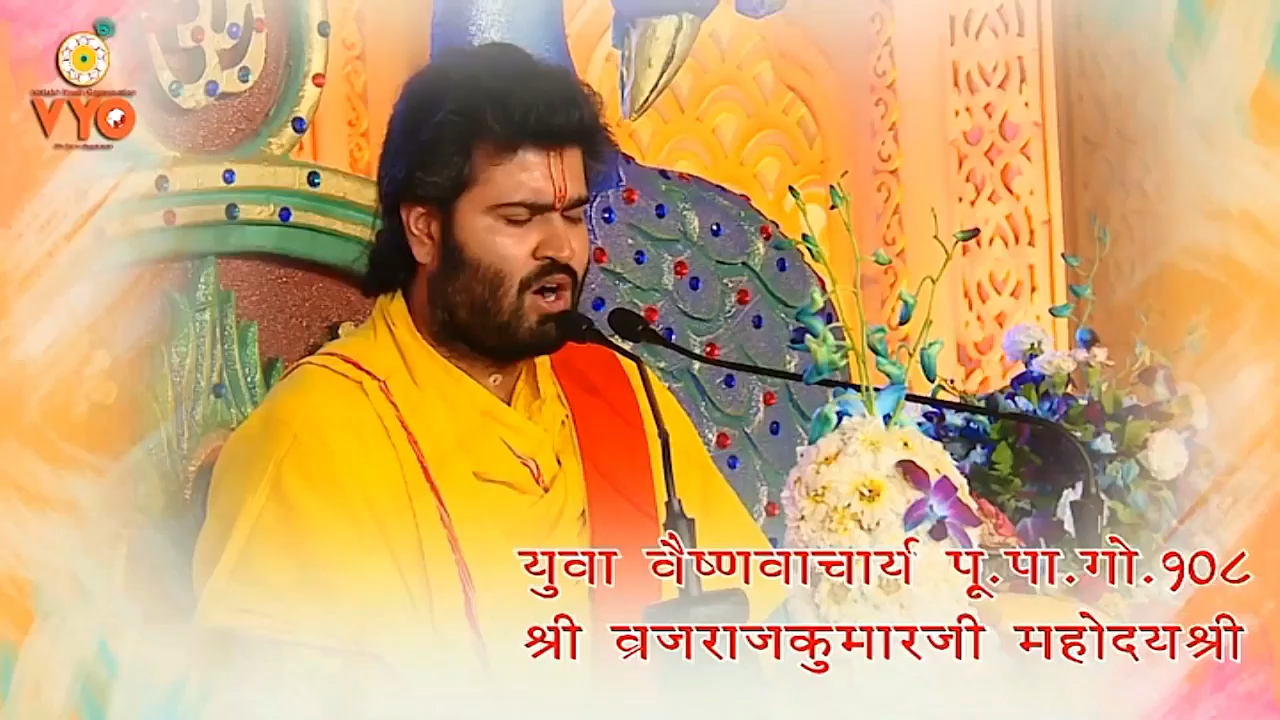 VYO
युवा वैष्णवाचार्य पू.पा.गो.१०८
श्री व्रजराजकुमारजी महोदयश्री